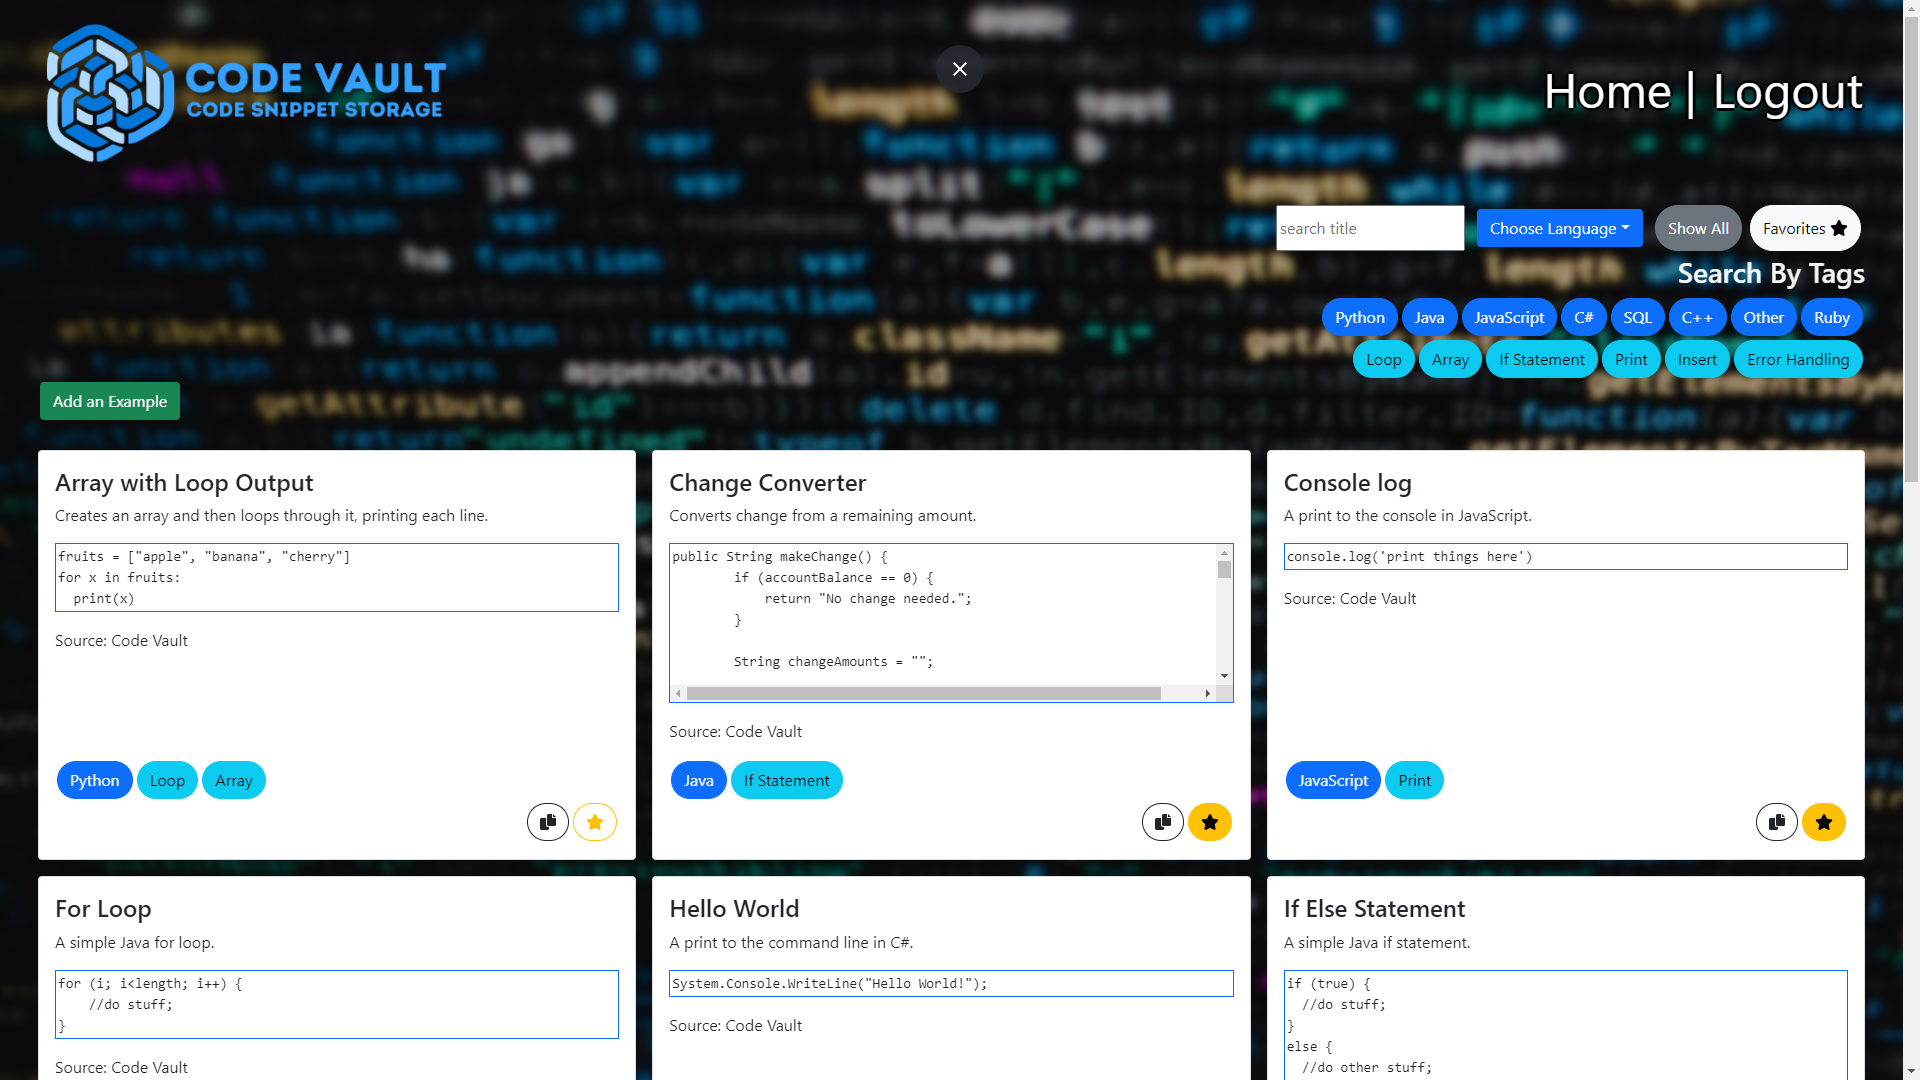 CODE VAULT
CODE SNIPPET STORAGE
Home | Logout
search title
Choose Language
Show All
Favorites
Search By Tags
Python
Java
JavaScript
C#
SQL
C++
Other
Ruby
Loop
Array
If Statement
Print
Insert
Error Handling
Add an Example
Array with Loop Output
Creates an array and then loops through it, printing each line.
fruits = ["apple", "banana", "cherry"]
for x in fruits:
  print(x)
Source: Code Vault
Python
Loop
Array
Change Converter
Converts change from a remaining amount.
public String makeChange() {
        if (accountBalance == 0) {
            return "No change needed.";
        }
        String changeAmounts = "";
Source: Code Vault
Java
If Statement
Console log
A print to the console in JavaScript.
console.log('print things here')
Source: Code Vault
JavaScript
Print
For Loop
A simple Java for loop.
for (i; i<length; i++) {
    //do stuff;
}
Source: Code Vault
Hello World
A print to the command line in C#.
System.Console.WriteLine("Hello World!");
Source: Code Vault
If Else Statement
A simple Java if statement.
if (true) {
  //do stuff;
}
else {
  //do other stuff;